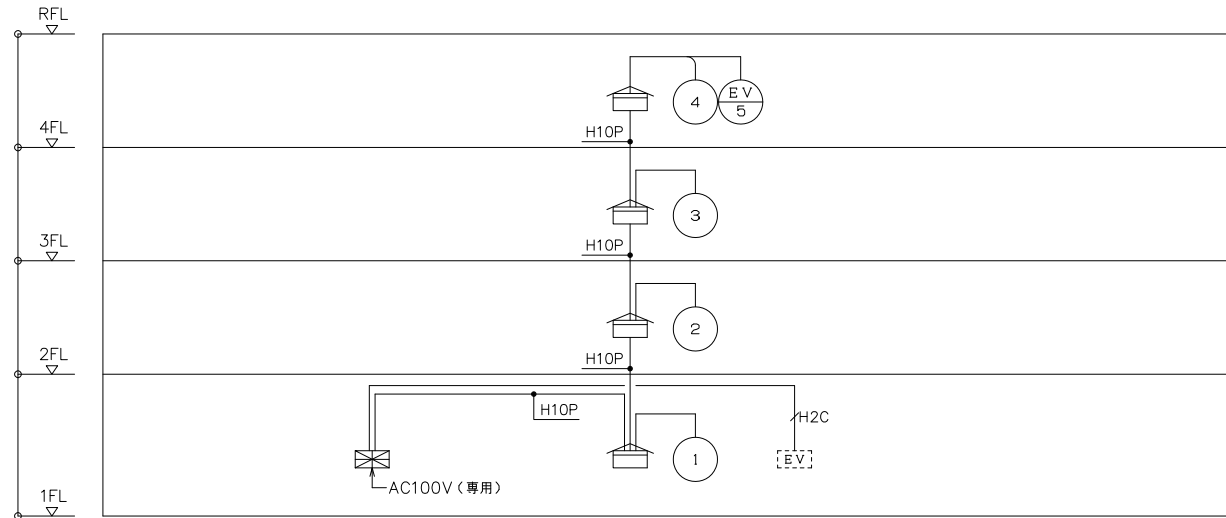 RFL
EV
4 5
4FL
H10P
3
3FL
H10P
2
2FL
H10P
H10P
H2C
1
EV
AC100V(専用)
1FL